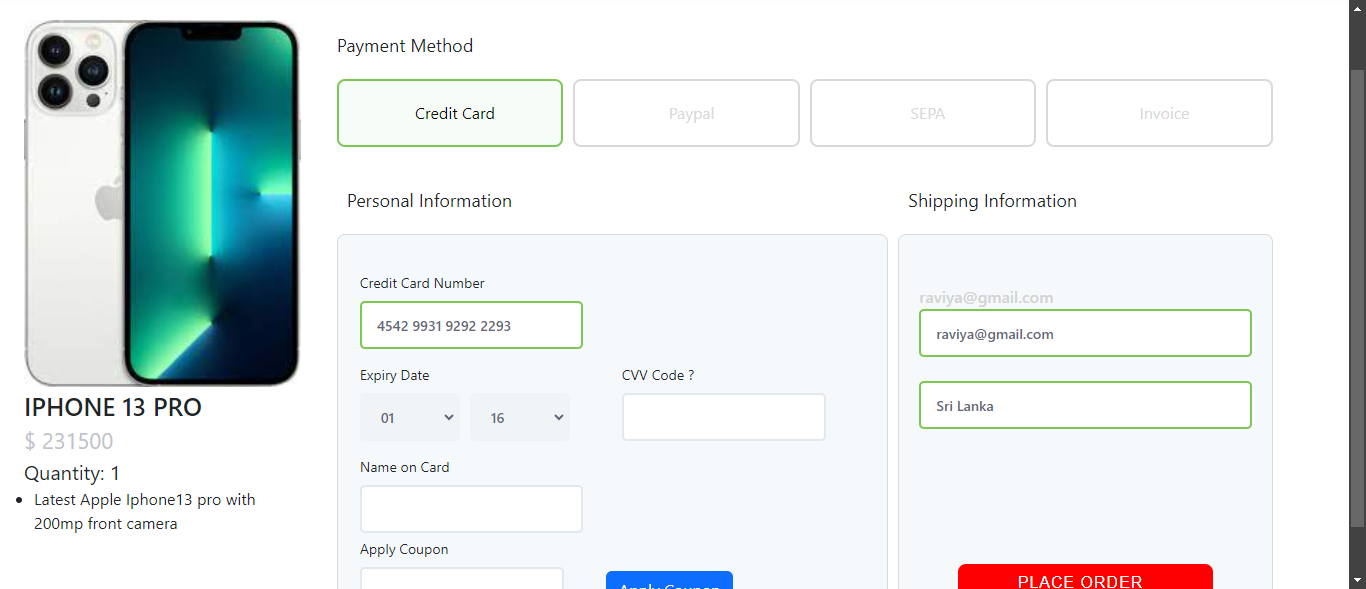 Payment Method
Credit Card
Paypal
SEPA
Invoice
Personal Information
Shipping Information
Credit Card Number
4542 9931 9292 2293
Expiry Date
CVV Code ?
01
16
Name on Card
Apply Coupon
Apply Coupon
raviya@gmail.com
raviya@gmail.com
Sri Lanka
PLACE ORDER
IPHONE 13 PRO
$ 231500
Quantity: 1
Latest Apple Iphone13 pro with
200mp front camera